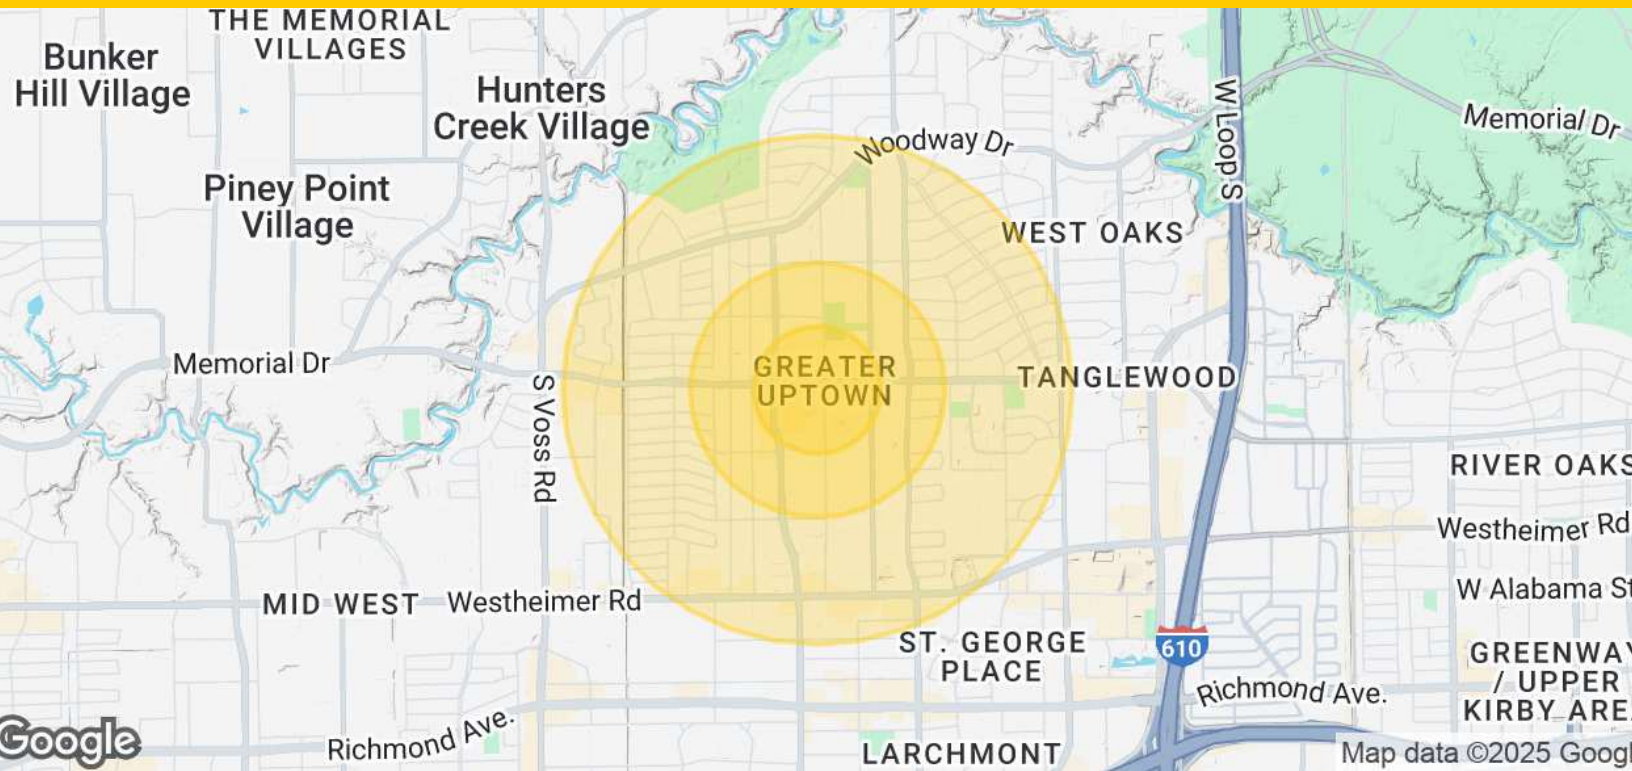 THE MEMORIAL
VILLAGES
Bunker
Hill Village
Hunters
Creek Village
Woodway Dr
W Loop S
Memorial Dr
Piney Point
Village
WEST OAKS
Memorial Dr
GREATER
UPTOWN
TANGLEWOOD
S Voss Rd
RIVER OAKS
Westheimer Rd
MID WEST
Westheimer Rd
W Alabama St
ST. GEORGE
PLACE
610
GREENWAY
/ UPPER
KIRBY ARE
Richmond Ave.
Richmond Ave.
Google
LARCHMONT
Map data ©2025 Googl